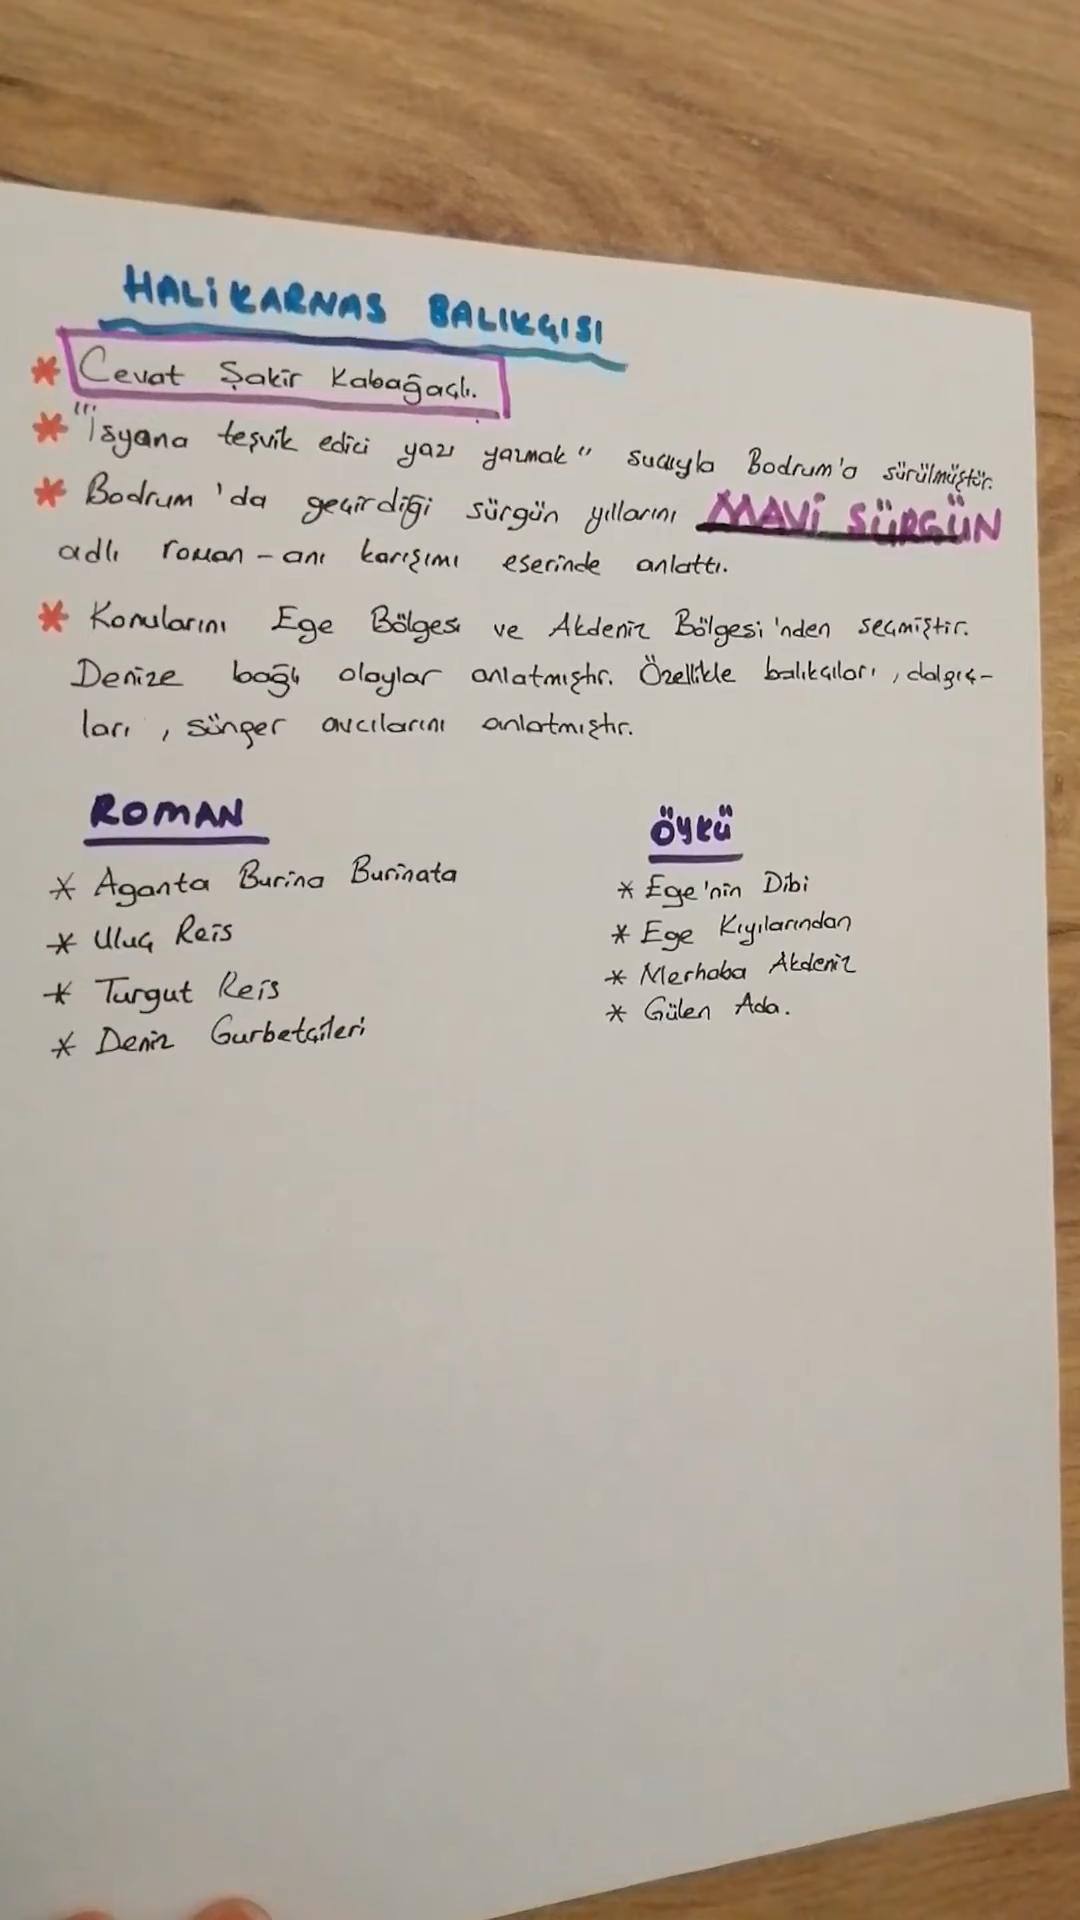 HALİKARNAS BALIKÇISI
* Cevat Şakir Kabağaçlı.
* "İsyana teşvik edici yazı yazmak" suçuyla Bodrum'a sürülmüştür.
* Bodrum'da geçirdiği sürgün yıllarını MAVİ SÜRGÜN
adlı roman-anı karışımı eserinde anlattı.
* Konularını Ege Bölgesi ve Akdeniz Bölgesi'nden seçmiştir.
Denize bağlı olaylar anlatmıştır. Özellikle balıkçıları, dalgıç-
ları, sünger avcılarını anlatmıştır.
ROMAN
* Aganta Burina Burinata
* Uluç Reis
* Turgut Reis
* Deniz Gurbetçileri
ÖYKÜ
* Ege'nin Dibi
* Ege Kıyılarından
* Merhaba Akdeniz
* Gülen Ada.